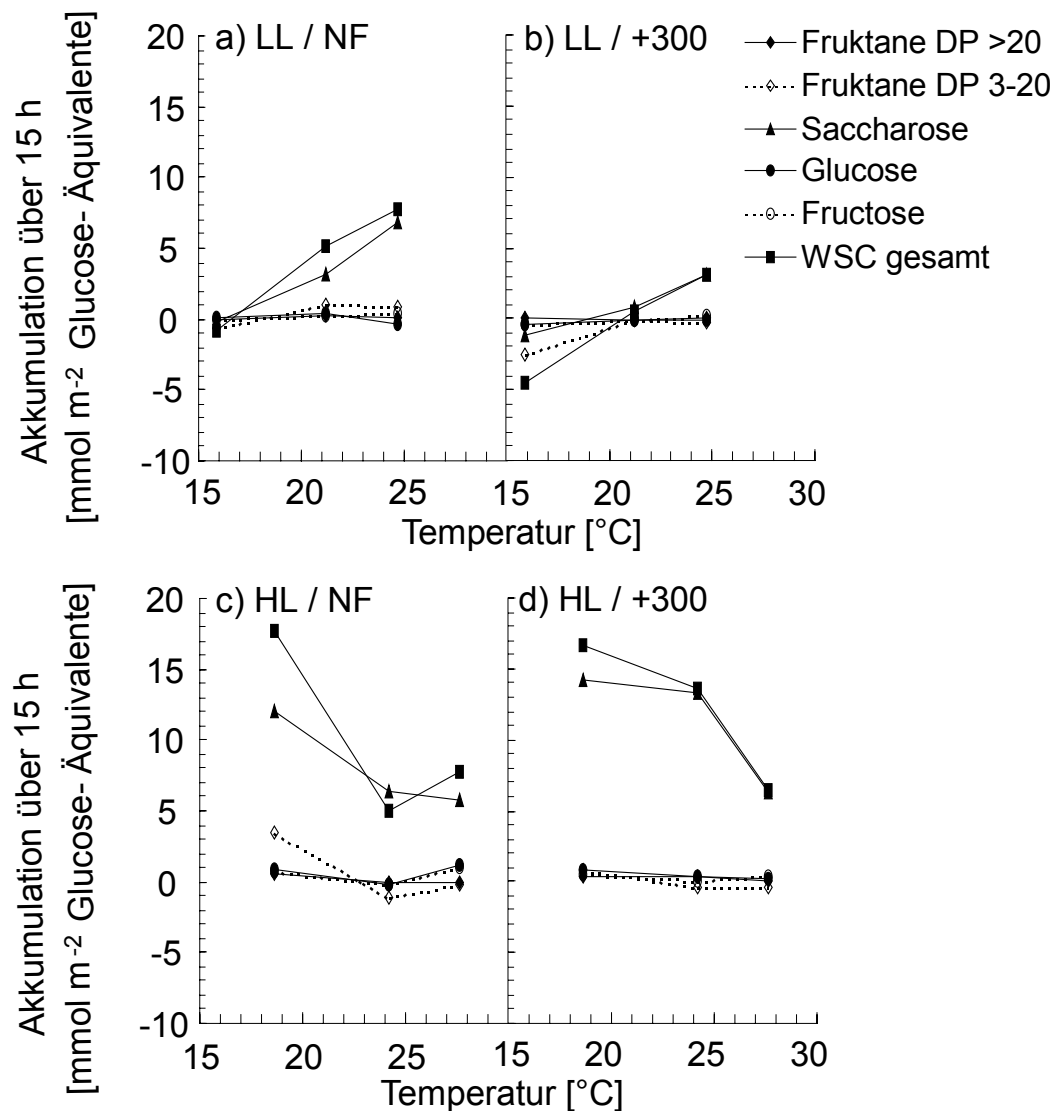 a) LL / NF
b) LL / +300
Fruktane DP >20
Fruktane DP 3-20
Saccharose
Glucose
Fructose
WSC gesamt
Akkumulation über 15 h
[mmol m-2 Glucose- Äquivalente]
20
15
10
5
0
-5
-10
15 20 25 15 20 25 30
Temperatur [°C]
c) HL / NF
d) HL / +300
Akkumulation über 15 h
[mmol m-2 Glucose- Äquivalente]
20
15
10
5
0
-5
-10
15 20 25 15 20 25 30
Temperatur [°C]